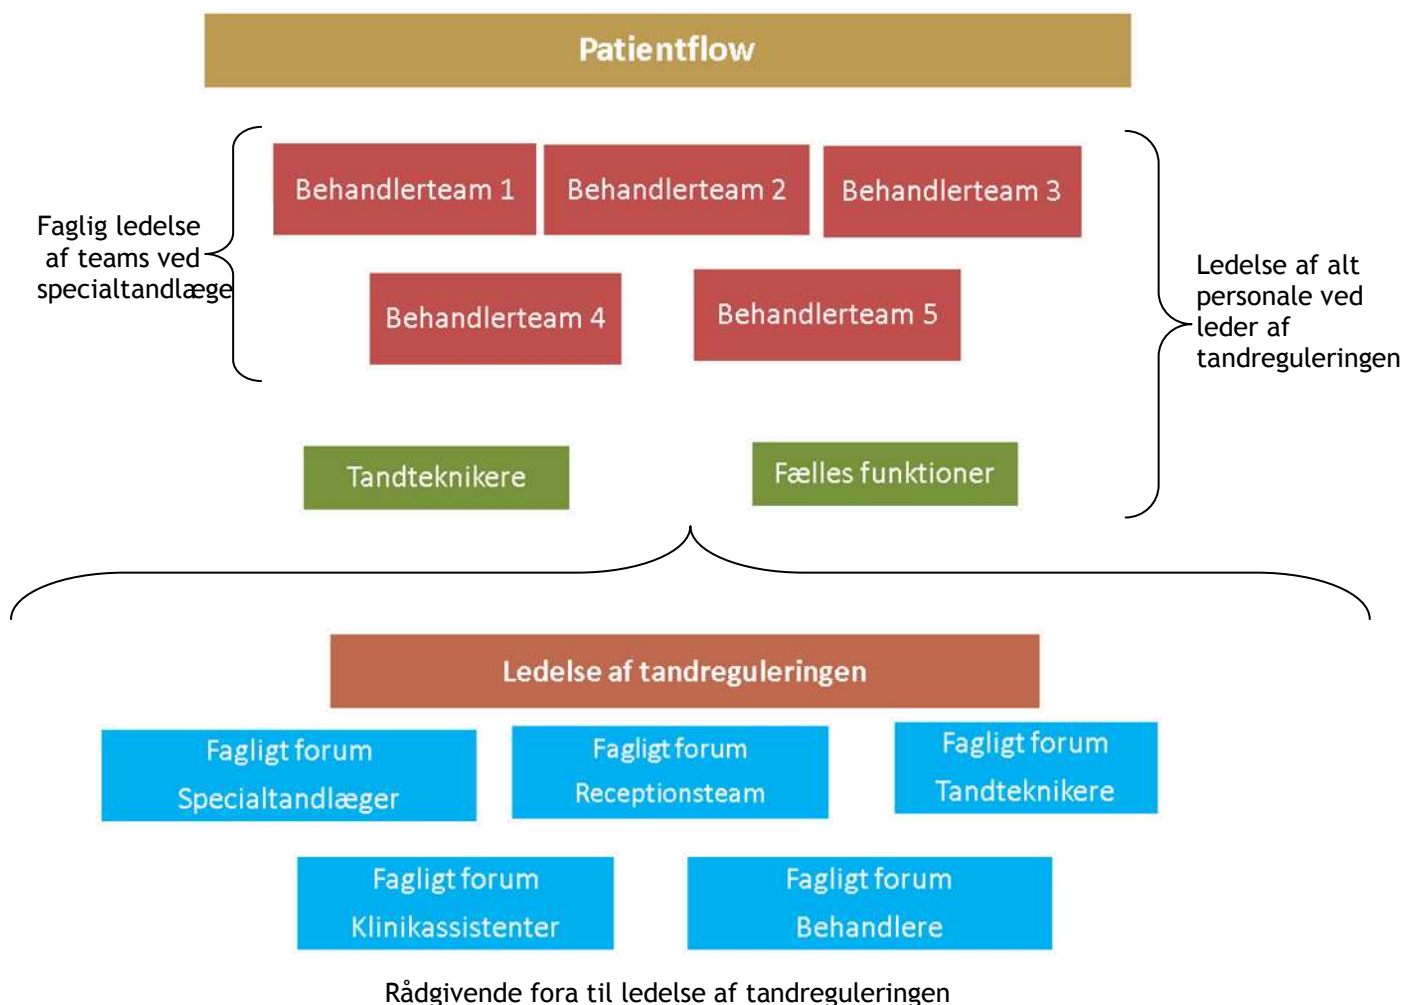 Patientflow
Behandlerteam 1
Behandlerteam 2
Behandlerteam 3
Faglig ledelse
af teams ved
specialtandlæge
Behandlerteam 4
Behandlerteam 5
Ledelse af alt
personale ved
leder af
tandreguleringen
Tandteknikere
Fælles funktioner
Ledelse af tandreguleringen
Fagligt forum
Specialtandlæger
Fagligt forum
Receptionsteam
Fagligt forum
Tandteknikere
Fagligt forum
Klinikassistenter
Fagligt forum
Behandlere
Rådgivende fora til ledelse af tandreguleringen